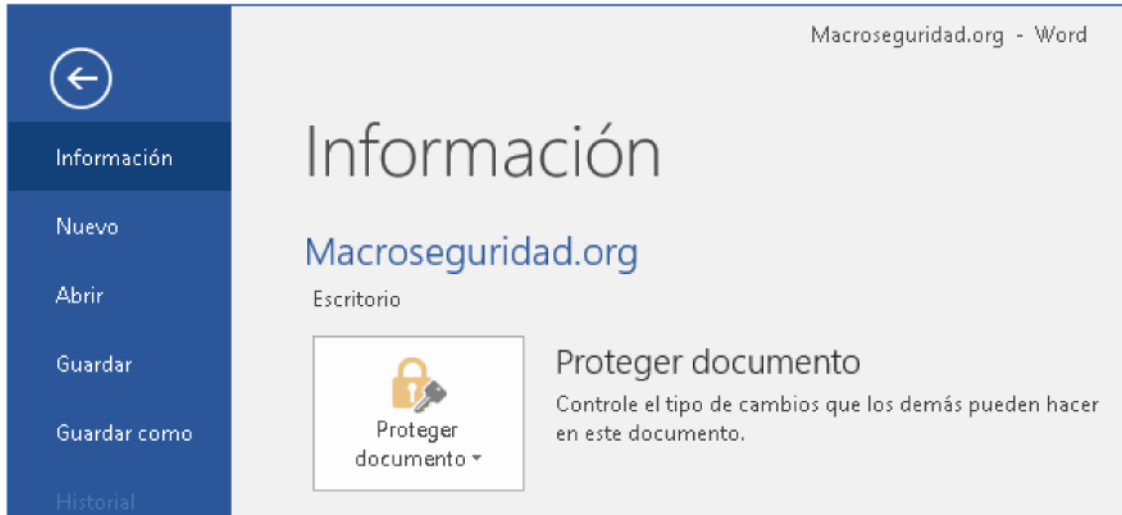 Macroseguridad.org - Word
Información
Nuevo
Abrir
Guardar
Guardar como
Historial
Información
Macroseguridad.org
Escritorio
Proteger
documento
Proteger documento
Controle el tipo de cambios que los demás pueden hacer
en este documento.